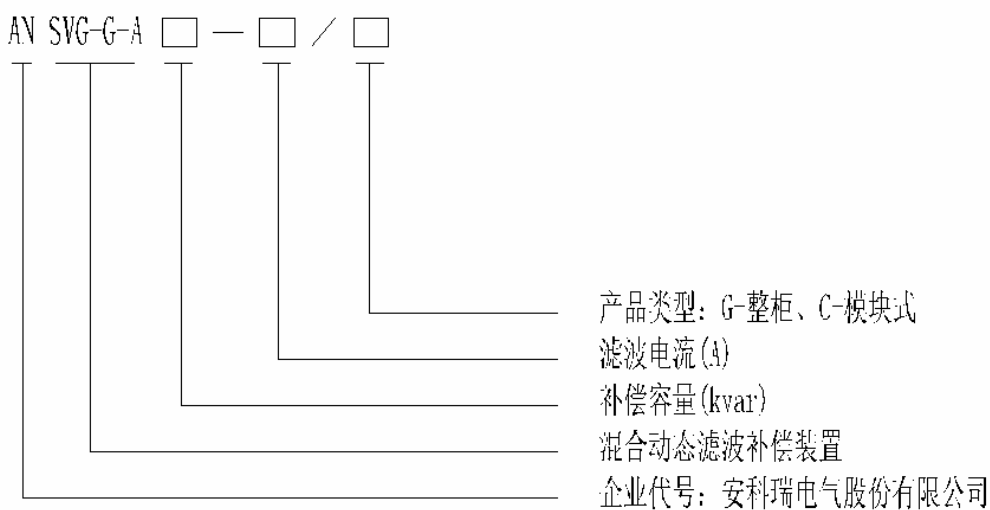 AN SVG-G-A □ — □ / □
产品类型: G-整柜、C-模块式
滤波电流(A)
补偿容量(kvar)
混合动态滤波补偿装置
企业代号: 安科瑞电气股份有限公司